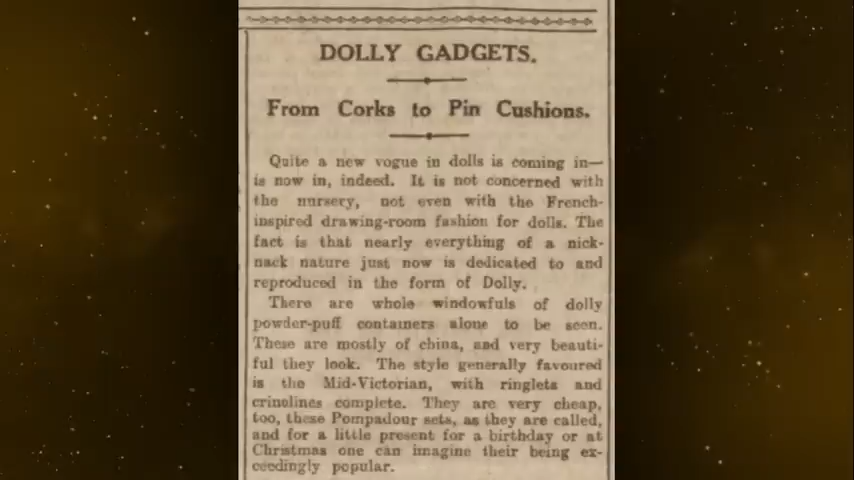 DOLLY GADGETS.
From Corks to Pin Cushions.
Quite a new vogue in dolls is coming in—
is now in, indeed. It is not concerned with
the nursery, not even with the French-
inspired drawing-room fashion for dolls. The
fact is that nearly everything of a nick-
nack nature just now is dedicated to and
reproduced in the form of Dolly.
There are whole windowfuls of dolly
powder-puff containers alone to be seen.
These are mostly of china, and very beauti-
ful they look. The style generally favoured
is the Mid-Victorian, with ringlets and
crinolines complete. They are very cheap,
too, these Pompadour sets, as they are called,
and for a little present for a birthday or at
Christmas one can imagine their being ex-
ceedingly popular.